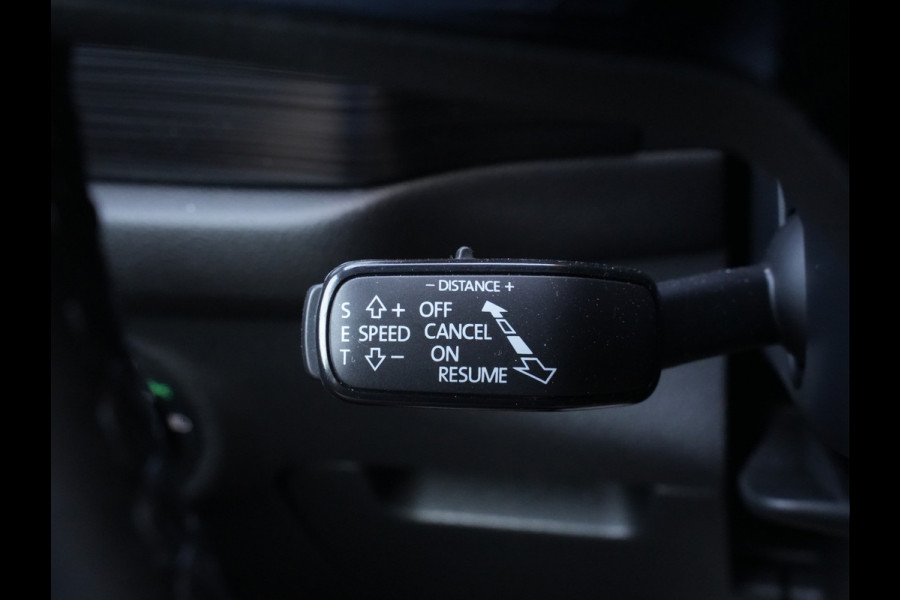 − DISTANCE +
S + OFF
E SPEED CANCEL
T − ON
RESUME